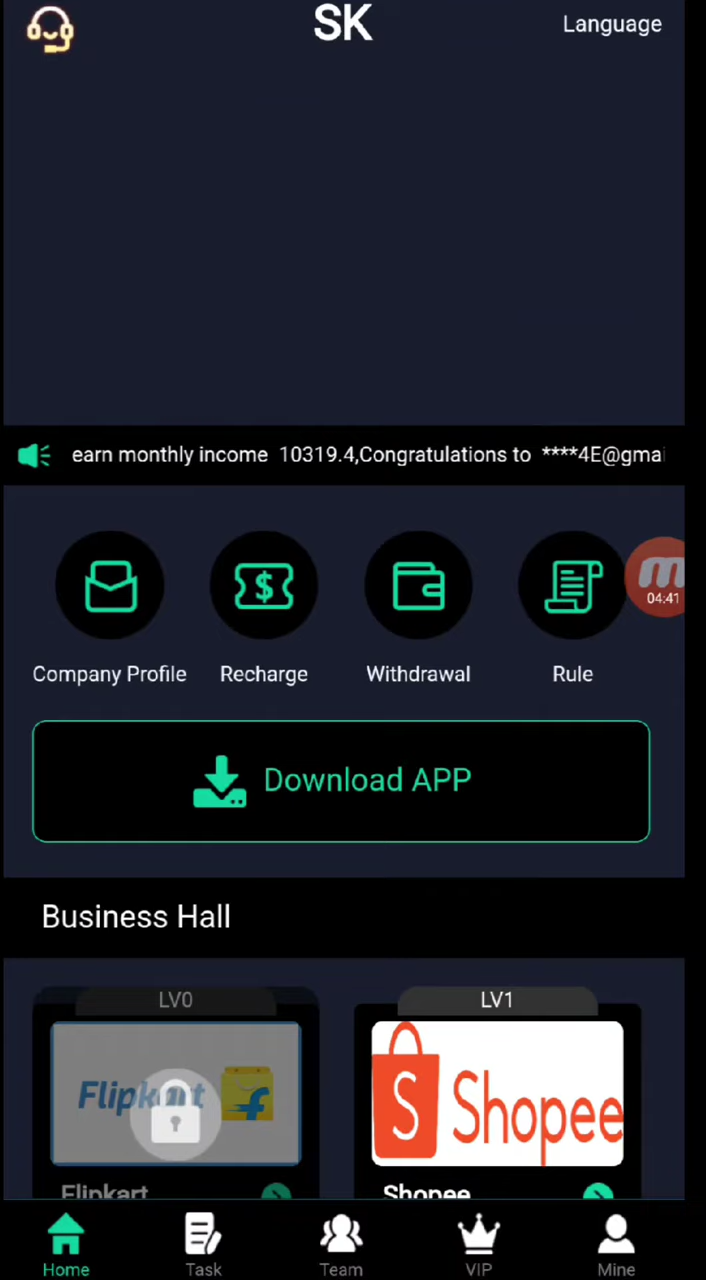 SK
Language
earn monthly income 10319.4,Congratulations to ****4E@gmai
04:41
Company Profile
Recharge
Withdrawal
Rule
Download APP
Business Hall
LV0
LV1
Flipkart
S Shopee
Flipkart
Shopee
Home
Task
Team
VIP
Mine